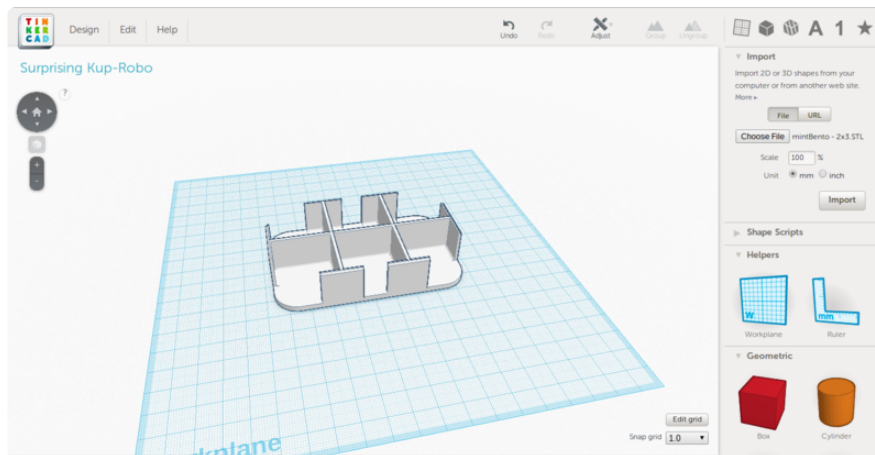 TIN
KER
CAD
Design
Edit
Help
Undo
Redo
Adjust
Group
Ungroup
A
1
Surprising Kup-Robo
?
+
-
Import
Import 2D or 3D shapes from your
computer or from another web site.
More
File
URL
Choose File
mintBento - 2x3.STL
Scale
100
%
Unit
mm
inch
Import
Shape Scripts
Helpers
W
mm
Workplane
Ruler
Geometric
Box
Cylinder
Edit grid
Snap grid
1.0
rkplane